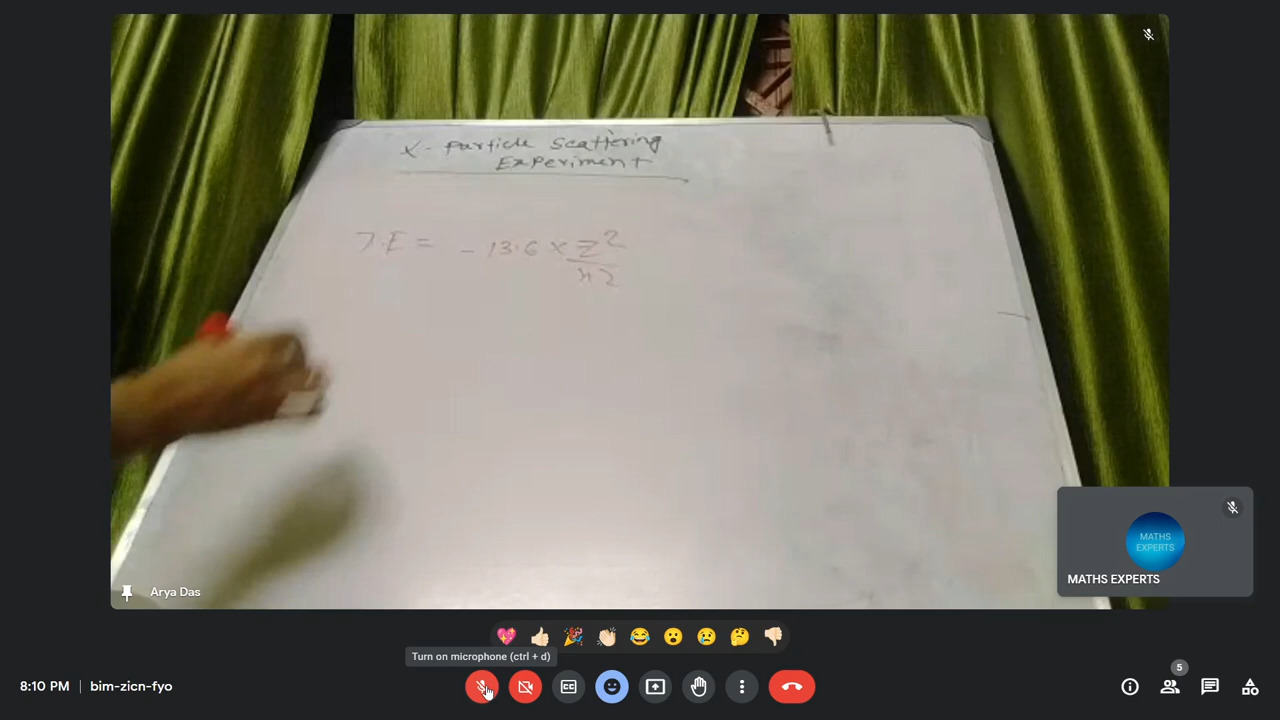 α - Particle Scattering
Experiment
T.E = - 13.6 × Z²/n²
Arya Das
MATHS
EXPERTS
MATHS EXPERTS
Turn on microphone (ctrl + d)
5
8:10 PM | bim-zicn-fyo